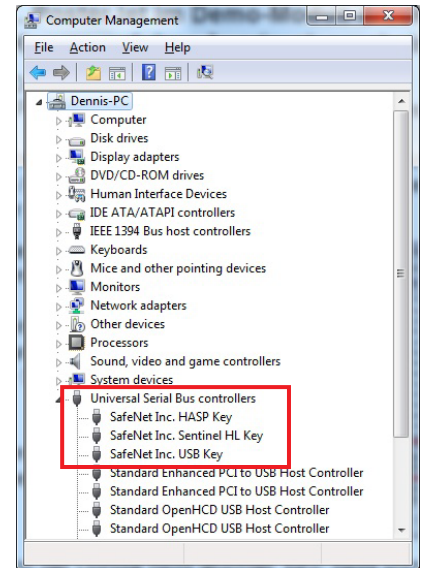 Computer Management
Demo-Mo
File Action View Help
Dennis-PC
Computer
Disk drives
Display adapters
DVD/CD-ROM drives
Human Interface Devices
IDE ATA/ATAPI controllers
IEEE 1394 Bus host controllers
Keyboards
Mice and other pointing devices
Monitors
Network adapters
Other devices
Processors
Sound, video and game controllers
System devices
Universal Serial Bus controllers
SafeNet Inc. HASP Key
SafeNet Inc. Sentinel HL Key
SafeNet Inc. USB Key
Standard Enhanced PCI to USB Host Controller
Standard Enhanced PCI to USB Host Controller
Standard OpenHCD USB Host Controller
Standard OpenHCD USB Host Controller